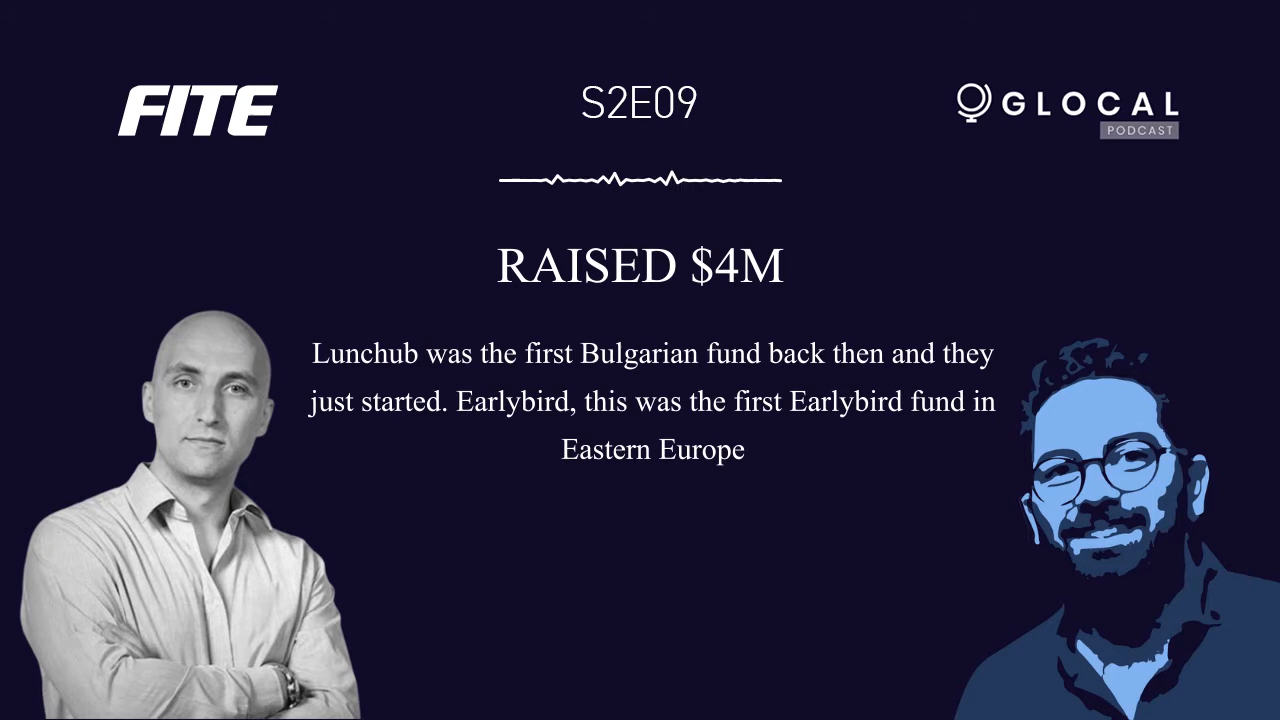 FITE
S2E09
GLOCAL
PODCAST
RAISED $4M
Lunchub was the first Bulgarian fund back then and they
just started. Earlybird, this was the first Earlybird fund in
Eastern Europe